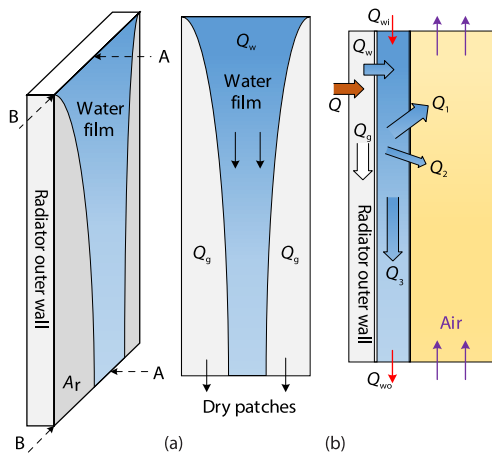 A
B
Water
film
Radiator outer wall
Ar
A
B
Qw
Water
film
Qg
Qg
Dry patches
(a)
Qwi
Qw
Q
Qg
Q1
Q2
Q3
Radiator outer wall
Air
Qwo
(b)